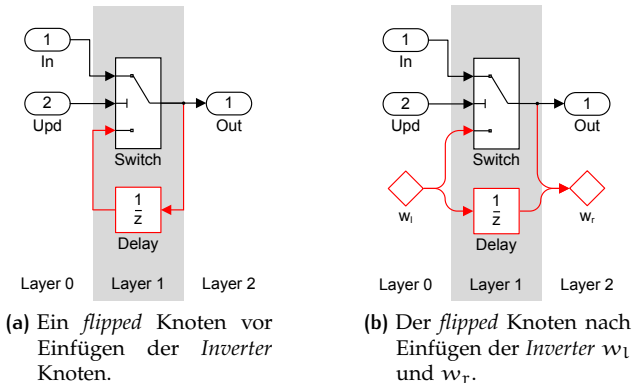 1
In
2
Upd
Switch
1
Out
1
z
Delay
Layer 0 Layer 1 Layer 2
(a) Ein flipped Knoten vor
Einfügen der Inverter
Knoten.
1
In
2
Upd
Switch
1
Out
wₗ
1
z
Delay
wᵣ
Layer 0 Layer 1 Layer 2
(b) Der flipped Knoten nach
Einfügen der Inverter wₗ
und wᵣ.